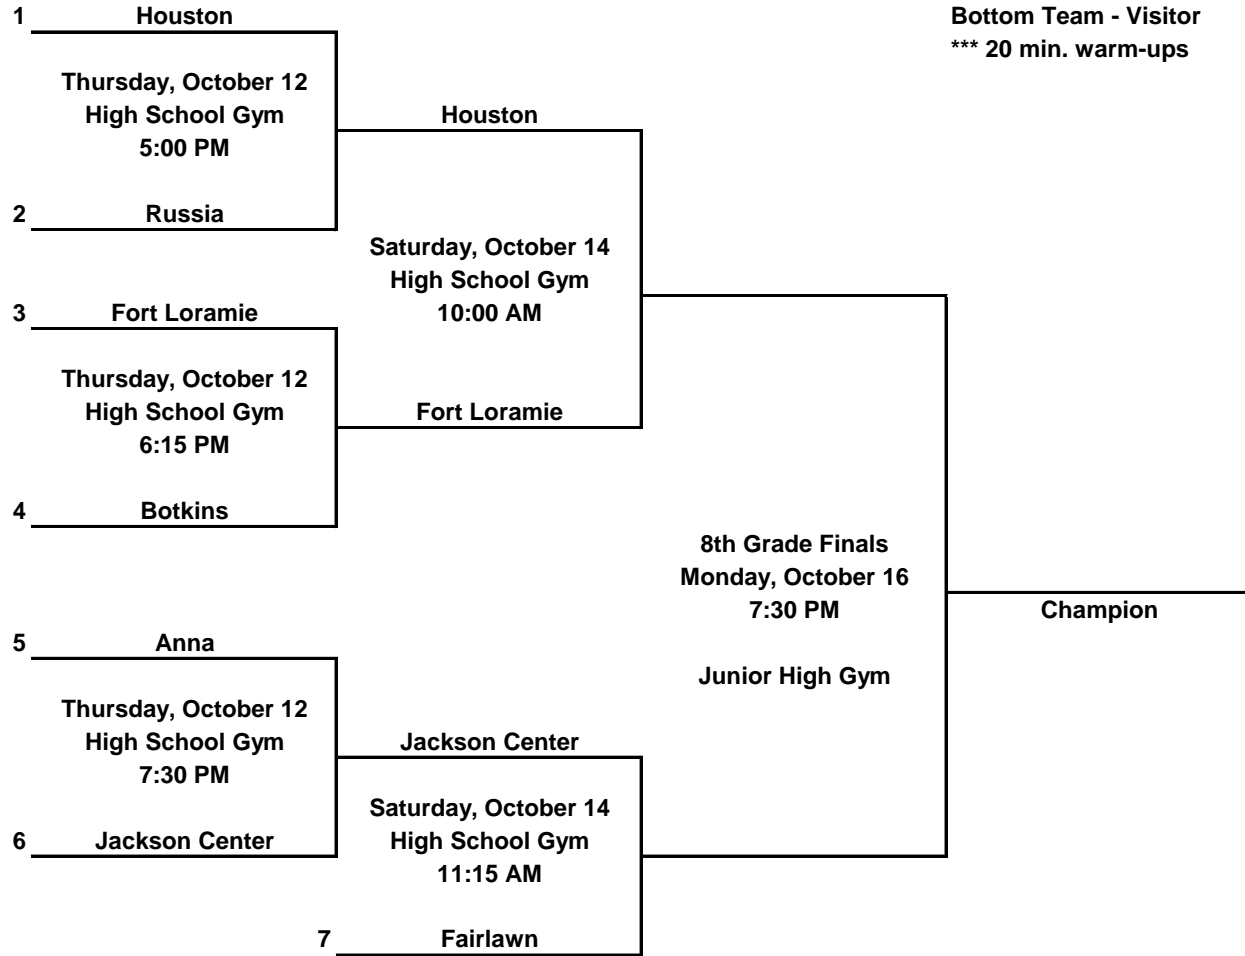 1 Houston
Bottom Team - Visitor
*** 20 min. warm-ups
Thursday, October 12
High School Gym
5:00 PM
Houston
2 Russia
Saturday, October 14
High School Gym
10:00 AM
3 Fort Loramie
Thursday, October 12
High School Gym
6:15 PM
Fort Loramie
4 Botkins
8th Grade Finals
Monday, October 16
7:30 PM
Junior High Gym
Champion
5 Anna
Thursday, October 12
High School Gym
7:30 PM
Jackson Center
6 Jackson Center
Saturday, October 14
High School Gym
11:15 AM
7 Fairlawn